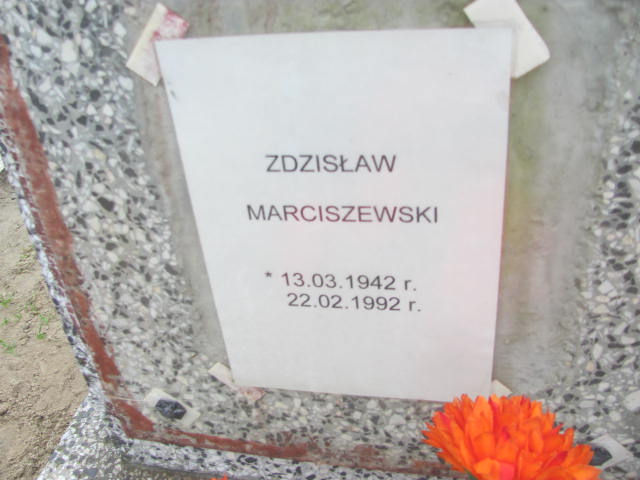 ZDZISŁAW
MARCISZEWSKI
* 13.03.1942 r.
22.02.1992 r.